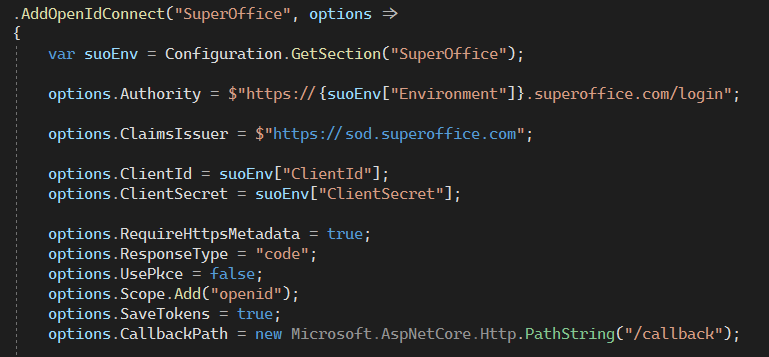 .AddOpenIdConnect("SuperOffice", options =>
{
var suoEnv = Configuration.GetSection("SuperOffice");
options.Authority = $"https://{suoEnv["Environment"]}.superoffice.com/login";
options.ClaimsIssuer = $"https://sod.superoffice.com";
options.ClientId = suoEnv["ClientId"];
options.ClientSecret = suoEnv["ClientSecret"];
options.RequireHttpsMetadata = true;
options.ResponseType = "code";
options.UsePkce = false;
options.Scope.Add("openid");
options.SaveTokens = true;
options.CallbackPath = new Microsoft.AspNetCore.Http.PathString("/callback");